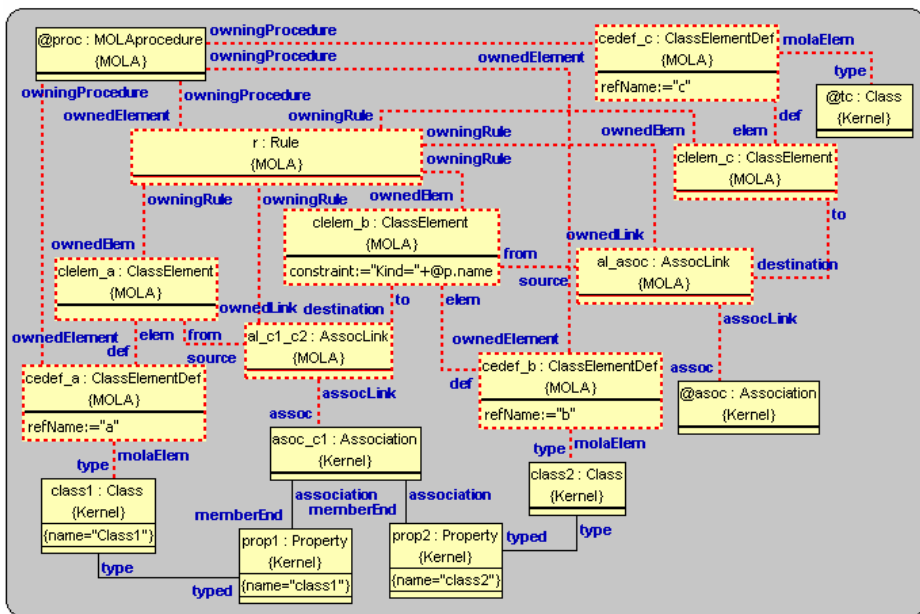 @proc : MOLAprocedure
{MOLA}
owningProcedure
owningProcedure
ownedElement
cedef_c : ClassElementDef
{MOLA}
refName:="c"
molaElem
type
@tc : Class
{Kernel}
owningProcedure
owningProcedure
ownedElement
owningRule
r : Rule
{MOLA}
owningRule
owningRule
ownedElem
elem
def
clelem_c : ClassElement
{MOLA}
owningRule
owningRule
ownedElem
clelem_b : ClassElement
{MOLA}
constraint:="Kind="+@p.name
from
source
ownedLink
to
al_asoc : AssocLink
{MOLA}
destination
ownedElem
clelem_a : ClassElement
{MOLA}
ownedLink
destination
to
elem
assocLink
ownedElement
elem
from
def
source
al_c1_c2 : AssocLink
{MOLA}
ownedElement
def
cedef_a : ClassElementDef
{MOLA}
refName:="a"
assocLink
assoc
cedef_b : ClassElementDef
{MOLA}
refName:="b"
assoc
@asoc : Association
{Kernel}
molaElem
type
asoc_c1 : Association
{Kernel}
type
molaElem
class1 : Class
{Kernel}
{name="Class1"}
association
memberEnd
association
memberEnd
class2 : Class
{Kernel}
prop1 : Property
{Kernel}
{name="class1"}
prop2 : Property
{Kernel}
{name="class2"}
typed
type
type
typed